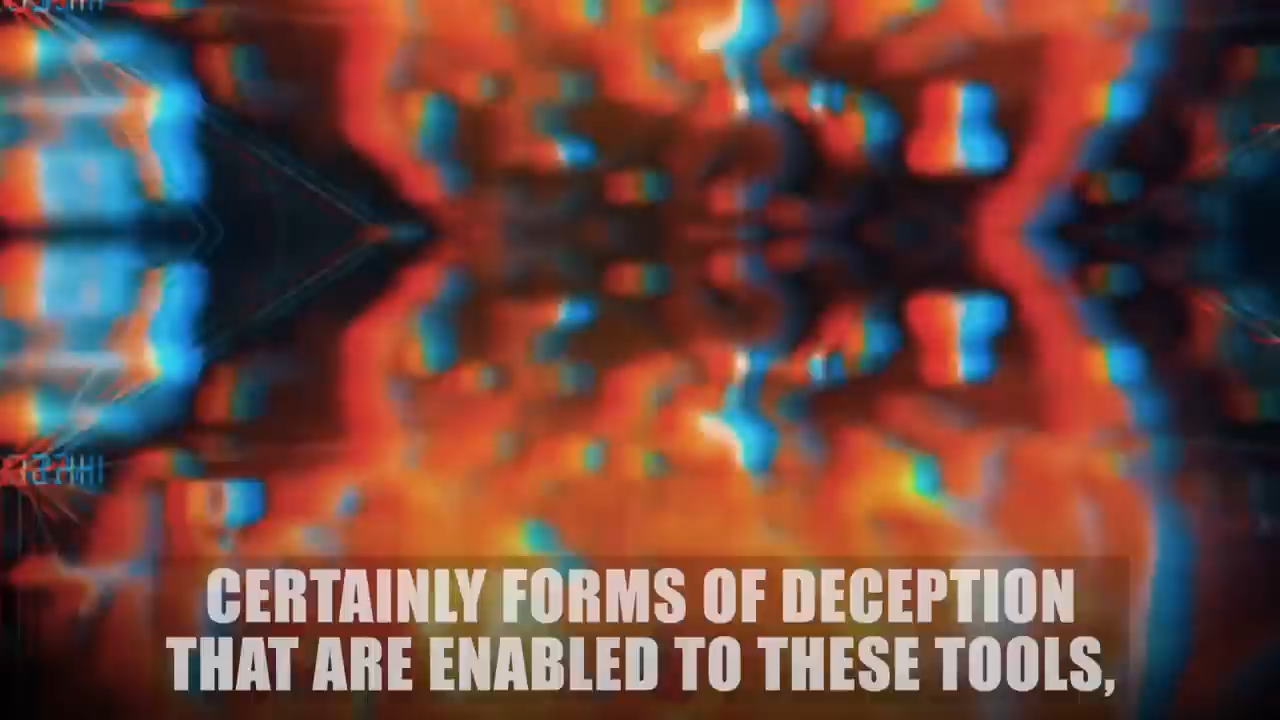 CERTAINLY FORMS OF DECEPTION
THAT ARE ENABLED TO THESE TOOLS,